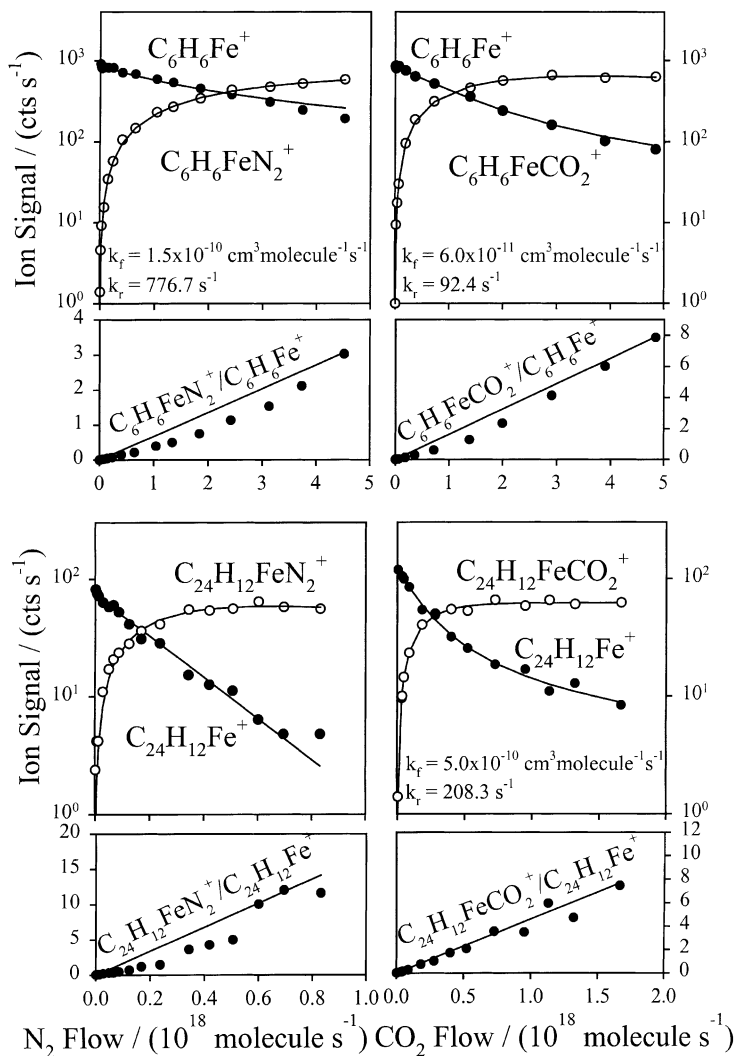 Ion Signal / (cts s⁻¹)
10³
10²
10¹
10⁰
C₆H₆Fe⁺
C₆H₆FeN₂⁺
k_f = 1.5x10⁻¹⁰ cm³molecule⁻¹s⁻¹
k_r = 776.7 s⁻¹
C₆H₆Fe⁺
C₆H₆FeCO₂⁺
k_f = 6.0x10⁻¹¹ cm³molecule⁻¹s⁻¹
k_r = 92.4 s⁻¹
10³
10²
10¹
10⁰
4
3
2
1
0
C₆H₆FeN₂⁺/C₆H₆Fe⁺
0 1 2 3 4 5
C₆H₆FeCO₂⁺/C₆H₆Fe⁺
8
6
4
2
0
0 1 2 3 4 5
Ion Signal / (cts s⁻¹)
10²
10¹
10⁰
C₂₄H₁₂FeN₂⁺
C₂₄H₁₂Fe⁺
C₂₄H₁₂FeCO₂⁺
C₂₄H₁₂Fe⁺
k_f = 5.0x10⁻¹⁰ cm³molecule⁻¹s⁻¹
k_r = 208.3 s⁻¹
10²
10¹
10⁰
20
15
10
5
0
C₂₄H₁₂FeN₂⁺/C₂₄H₁₂Fe⁺
0.0 0.2 0.4 0.6 0.8 1.0
C₂₄H₁₂FeCO₂⁺/C₂₄H₁₂Fe⁺
12
10
8
6
4
2
0
0.0 0.5 1.0 1.5 2.0
N₂ Flow / (10¹⁸ molecule s⁻¹)
CO₂ Flow / (10¹⁸ molecule s⁻¹)